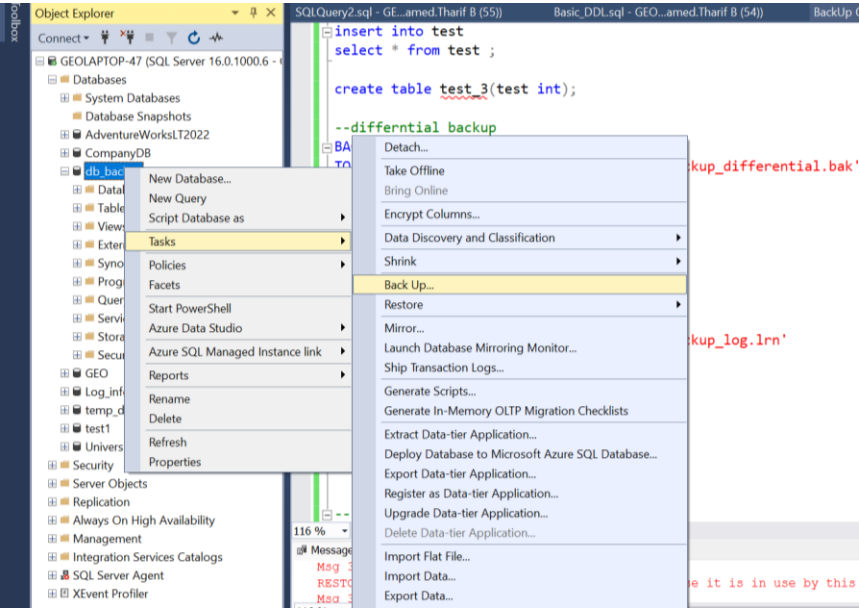 Toolbox
Object Explorer
Connect
GEOLAPTOP-47 (SQL Server 16.0.1000.6 -
Databases
System Databases
Database Snapshots
AdventureWorksLT2022
CompanyDB
db_bac
Datab
Table
Views
Exter
Syno
Prog
Quer
Servi
Stora
Secur
GEO
Log_inf
temp_d
test1
Univers
Security
Server Objects
Replication
Always On High Availability
Management
Integration Services Catalogs
SQL Server Agent
XEvent Profiler
New Database...
New Query
Script Database as
Tasks
Policies
Facets
Start PowerShell
Azure Data Studio
Azure SQL Managed Instance link
Reports
Rename
Delete
Refresh
Properties
SQLQuery2.sql - GE...amed.Tharif B (55))
Basic_DDL.sql - GEO...amed.Tharif B (54))
BackUp
insert into test
select * from test ;
create table test_3(test int);
--differntial backup
BA
TO
kup_differential.bak'
kup_log.lrn'
--
Detach...
Take Offline
Bring Online
Encrypt Columns...
Data Discovery and Classification
Shrink
Back Up...
Restore
Mirror...
Launch Database Mirroring Monitor...
Ship Transaction Logs...
Generate Scripts...
Generate In-Memory OLTP Migration Checklists
Extract Data-tier Application...
Deploy Database to Microsoft Azure SQL Database...
Export Data-tier Application...
Register as Data-tier Application...
Upgrade Data-tier Application...
Delete Data-tier Application...
Import Flat File...
Import Data...
Export Data...
116 %
Message
Msg 3
RESTO
e it is in use by this
Msg 3